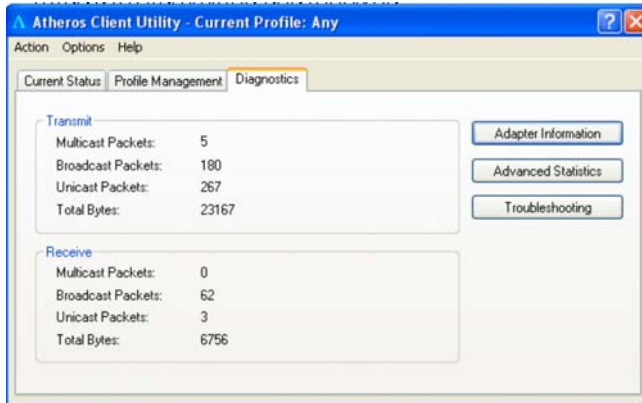 Atheros Client Utility - Current Profile: Any
Action Options Help
Current Status Profile Management Diagnostics
Transmit
Multicast Packets: 5
Broadcast Packets: 180
Unicast Packets: 267
Total Bytes: 23167
Adapter Information
Advanced Statistics
Troubleshooting
Receive
Multicast Packets: 0
Broadcast Packets: 62
Unicast Packets: 3
Total Bytes: 6756